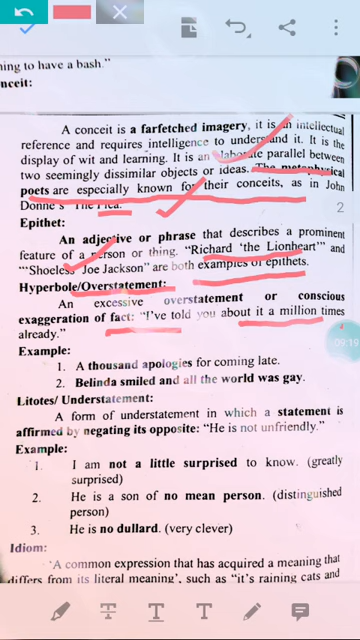 ning to have a bash."
nceit:
A conceit is a farfetched imagery, it is an intellectual
reference and requires intelligence to understand it. It is the
display of wit and learning. It is an elaborate parallel between
two seemingly dissimilar objects or ideas. The metaphysical
poets are especially known for their conceits, as in John
Donne's "The Flea.
2
Epithet:
An adjective or phrase that describes a prominent
feature of a person or thing. "Richard 'the Lionheart'" and
"'Shoeless' Joe Jackson" are both examples of epithets.
Hyperbole/Overstatement:
An excessive overstatement or conscious
exaggeration of fact: "I've told you about it a million times
already."
09:19
Example:
1. A thousand apologies for coming late.
2. Belinda smiled and all the world was gay.
Litotes/ Understatement:
A form of understatement in which a statement is
affirmed by negating its opposite: "He is not unfriendly."
Example:
1. I am not a little surprised to know. (greatly
surprised)
2. He is a son of no mean person. (distinguished
person)
3. He is no dullard. (very clever)
Idiom:
'A common expression that has acquired a meaning that
differs from its literal meaning', such as "it's raining cats and